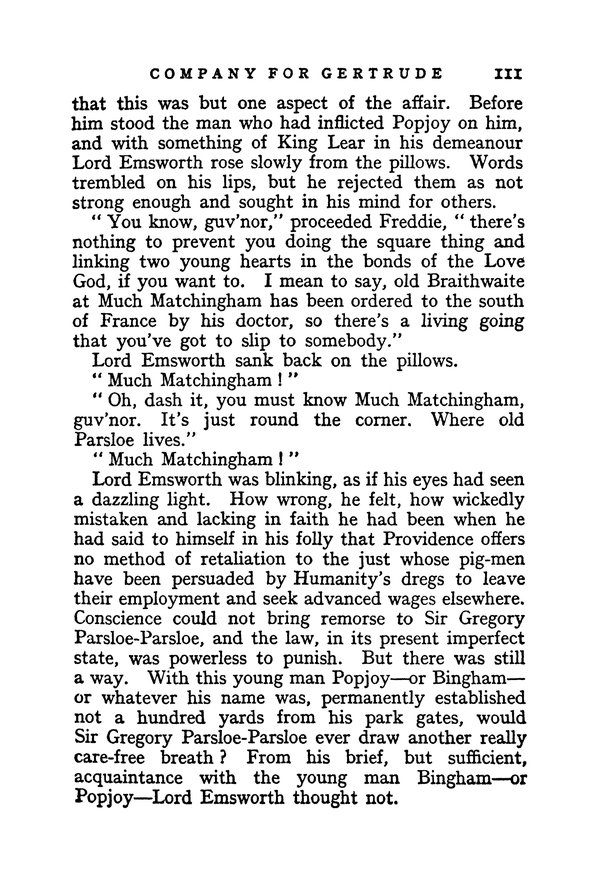 COMPANY FOR GERTRUDE 111
that this was but one aspect of the affair. Before
him stood the man who had inflicted Popjoy on him,
and with something of King Lear in his demeanour
Lord Emsworth rose slowly from the pillows. Words
trembled on his lips, but he rejected them as not
strong enough and sought in his mind for others.
" You know, guv'nor," proceeded Freddie, " there's
nothing to prevent you doing the square thing and
linking two young hearts in the bonds of the Love
God, if you want to. I mean to say, old Braithwaite
at Much Matchingham has been ordered to the south
of France by his doctor, so there's a living going
that you've got to slip to somebody."
Lord Emsworth sank back on the pillows.
" Much Matchingham ! "
" Oh, dash it, you must know Much Matchingham,
guv'nor. It's just round the corner. Where old
Parsloe lives."
" Much Matchingham ! "
Lord Emsworth was blinking, as if his eyes had seen
a dazzling light. How wrong, he felt, how wickedly
mistaken and lacking in faith he had been when he
had said to himself in his folly that Providence offers
no method of retaliation to the just whose pig-men
have been persuaded by Humanity's dregs to leave
their employment and seek advanced wages elsewhere.
Conscience could not bring remorse to Sir Gregory
Parsloe-Parsloe, and the law, in its present imperfect
state, was powerless to punish. But there was still
a way. With this young man Popjoy—or Bingham—
or whatever his name was, permanently established
not a hundred yards from his park gates, would
Sir Gregory Parsloe-Parsloe ever draw another really
care-free breath ? From his brief, but sufficient,
acquaintance with the young man Bingham—or
Popjoy—Lord Emsworth thought not.